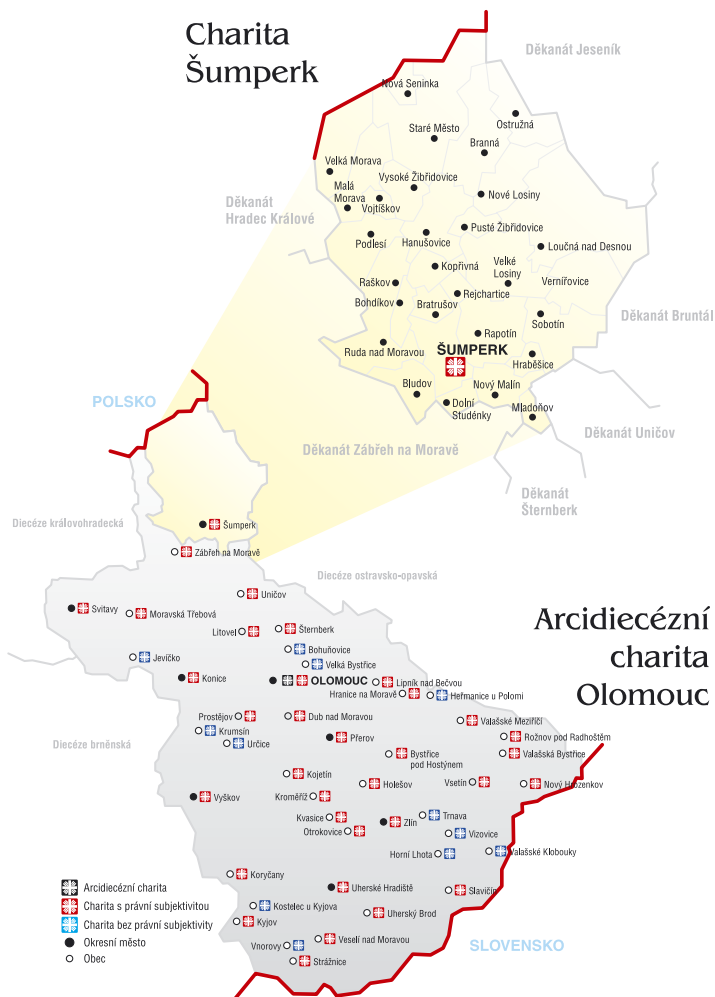 Charita
Šumperk
Děkanát Jeseník
Nová Seninka
Ostružná
Staré Město
Branná
Velká Morava
Vysoké Žibřidovice
Malá
Morava
Nové Losiny
Vojtíškov
Děkanát
Hradec Králové
Pusté Žibřidovice
Podlesí
Hanušovice
Loučná nad Desnou
Kopřivná
Velké
Losiny
Vernířovice
Raškov
Rejchartice
Bohdíkov
Bratrušov
Sobotín
Děkanát Bruntál
Rapotín
ŠUMPERK
Ruda nad Moravou
Hraběšice
Bludov
Nový Malín
Dolní
Studénky
Mladoňov
POLSKO
Děkanát Uničov
Děkanát Zábřeh na Moravě
Děkanát
Šternberk
Diecéze královohradecká
Šumperk
Zábřeh na Moravě
Diecéze ostravsko-opavská
Uničov
Svitavy
Moravská Třebová
Litovel
Šternberk
Arcidiecézní
charita
Olomouc
Jevíčko
Bohuňovice
Velká Bystřice
Konice
OLOMOUC
Lipník nad Bečvou
Hranice na Moravě
Heřmanice u Polomi
Prostějov
Dub nad Moravou
Valašské Meziříčí
Krumsín
Určice
Přerov
Rožnov pod Radhoštěm
Diecéze brněnská
Bystřice
pod Hostýnem
Valašská Bystřice
Kojetín
Holešov
Vsetín
Nový Hrozenkov
Vyškov
Kroměříž
Kvasice
Otrokovice
Zlín
Trnava
Vizovice
Horní Lhota
Valašské Klobouky
Koryčany
Uherské Hradiště
Slavičín
Kostelec u Kyjova
Uherský Brod
Kyjov
Vnorovy
Veselí nad Moravou
Strážnice
SLOVENSKO
Arcidiecézní charita
Charita s právní subjektivitou
Charita bez právní subjektivity
Okresní město
Obec